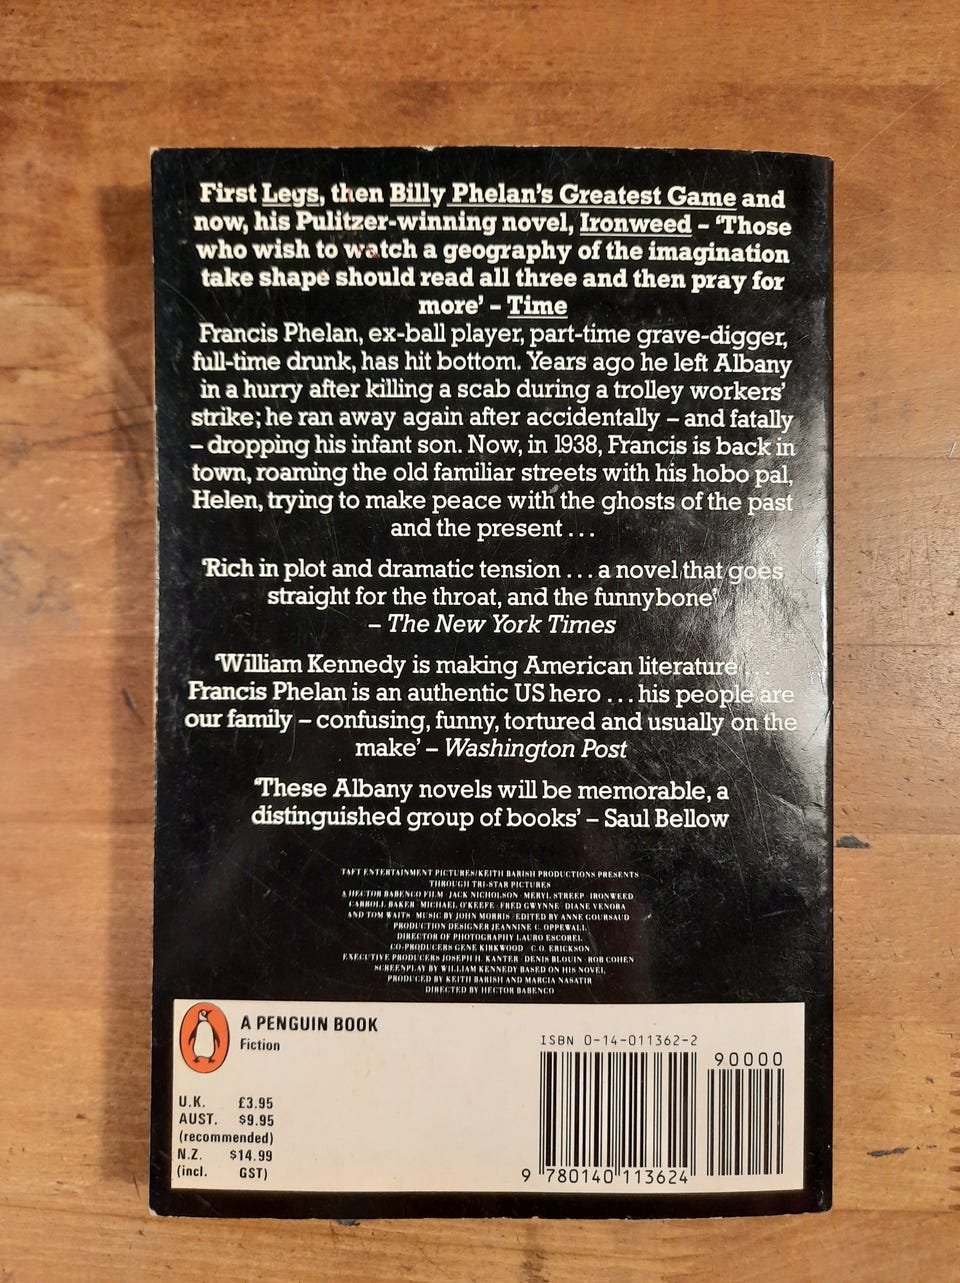 First Legs, then Billy Phelan's Greatest Game and
now, his Pulitzer-winning novel, Ironweed – 'Those
who wish to watch a geography of the imagination
take shape should read all three and then pray for
more' – Time
Francis Phelan, ex-ball player, part-time grave-digger,
full-time drunk, has hit bottom. Years ago he left Albany
in a hurry after killing a scab during a trolley workers'
strike; he ran away again after accidentally – and fatally
– dropping his infant son. Now, in 1938, Francis is back in
town, roaming the old familiar streets with his hobo pal,
Helen, trying to make peace with the ghosts of the past
and the present . . .
'Rich in plot and dramatic tension . . . a novel that goes
straight for the throat, and the funnybone'
– The New York Times
'William Kennedy is making American literature . . .
Francis Phelan is an authentic US hero . . . his people are
our family – confusing, funny, tortured and usually on the
make' – Washington Post
'These Albany novels will be memorable, a
distinguished group of books' – Saul Bellow
TAFT ENTERTAINMENT PICTURES/KEITH BARISH PRODUCTIONS PRESENTS
THROUGH TRI-STAR PICTURES
A HECTOR BABENCO FILM JACK NICHOLSON MERYL STREEP IRONWEED
CARROLL BAKER MICHAEL O'KEEFE FRED GWYNNE DIANE VENORA
AND TOM WAITS MUSIC BY JOHN MORRIS EDITED BY ANNE GOURSAUD
PRODUCTION DESIGNER JEANNINE C. OPPEWALL
DIRECTOR OF PHOTOGRAPHY LAURO ESCOREL
CO-PRODUCERS GENE KIRKWOOD C.O. ERICKSON
EXECUTIVE PRODUCERS JOSEPH H. KANTER DENIS BLOUIN ROB COHEN
SCREENPLAY BY WILLIAM KENNEDY BASED ON HIS NOVEL
PRODUCED BY KEITH BARISH AND MARCIA NASATIR
DIRECTED BY HECTOR BABENCO
A PENGUIN BOOK
Fiction
U.K. £3.95
AUST. $9.95
(recommended)
N.Z. $14.99
(incl. GST)
ISBN 0-14-011362-2
90000
9 780140 113624